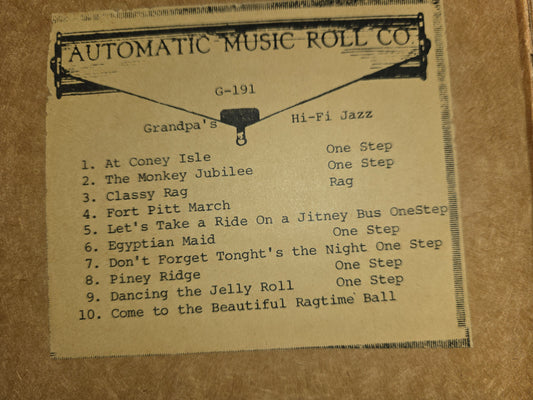 AUTOMATIC MUSIC ROLL CO
G-191
Grandpa's Hi-Fi Jazz
1. At Coney Isle One Step
2. The Monkey Jubilee One Step
3. Classy Rag Rag
4. Fort Pitt March
5. Let's Take a Ride On a Jitney Bus OneStep
6. Egyptian Maid One Step
7. Don't Forget Tonght's the Night One Step
8. Piney Ridge One Step
9. Dancing the Jelly Roll One Step
10. Come to the Beautiful Ragtime Ball